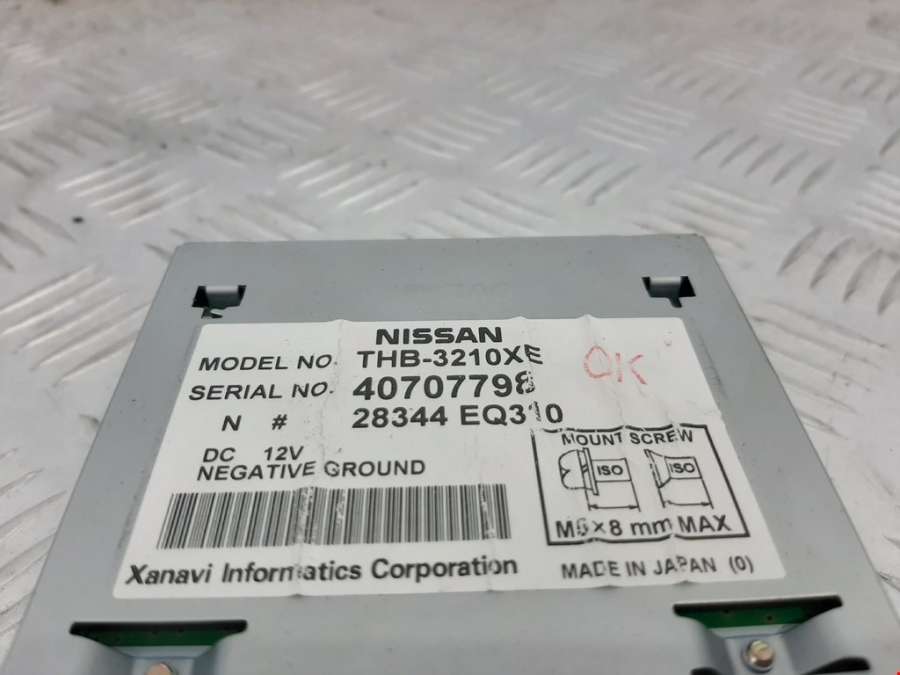 NISSAN
MODEL NO. THB-3210XE
OK
SERIAL NO. 40707798
N # 28344 EQ310
DC 12V
NEGATIVE GROUND
MOUNT SCREW
ISO ISO
M5×8 mm MAX
Xanavi Informatics Corporation
MADE IN JAPAN (0)